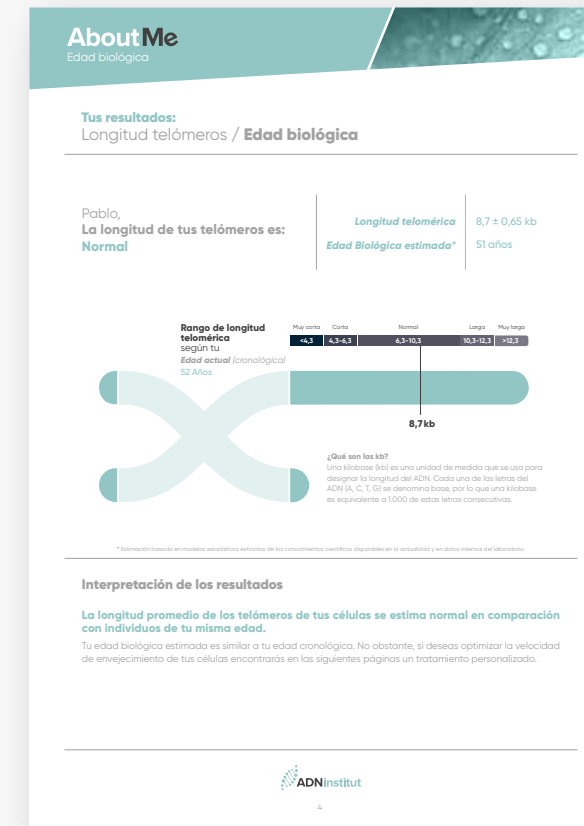 AboutMe
Edad biológica
Tus resultados:
Longitud telómeros / Edad biológica
Pablo,
La longitud de tus telómeros es:
Normal
Longitud telomérica 8,7 ± 0,65 kb
Edad Biológica estimada* 51 años
Rango de longitud
telomérica
según tu
Edad actual (cronológica)
52 Años
Muy corta Corta Normal Larga Muy larga
<4,3 4,3-6,3 6,3-10,3 10,3-12,3 >12,3
8,7 kb
¿Qué son las kb?
Una kilobase (kb) es una unidad de medida que se usa para
designar la longitud del ADN. Cada una de las letras del
ADN (A, C, T, G) se denomina base, por lo que una kilobase
es equivalente a 1.000 de estas letras consecutivas.
* Estimación basada en modelos estadísticos extraídos de los conocimientos científicos disponibles en la actualidad y en datos internos del laboratorio.
Interpretación de los resultados
La longitud promedio de los telómeros de tus células se estima normal en comparación
con individuos de tu misma edad.
Tu edad biológica estimada es similar a tu edad cronológica. No obstante, si deseas optimizar la velocidad
de envejecimiento de tus células encontrarás en las siguientes páginas un tratamiento personalizado.
ADNinstitut
4